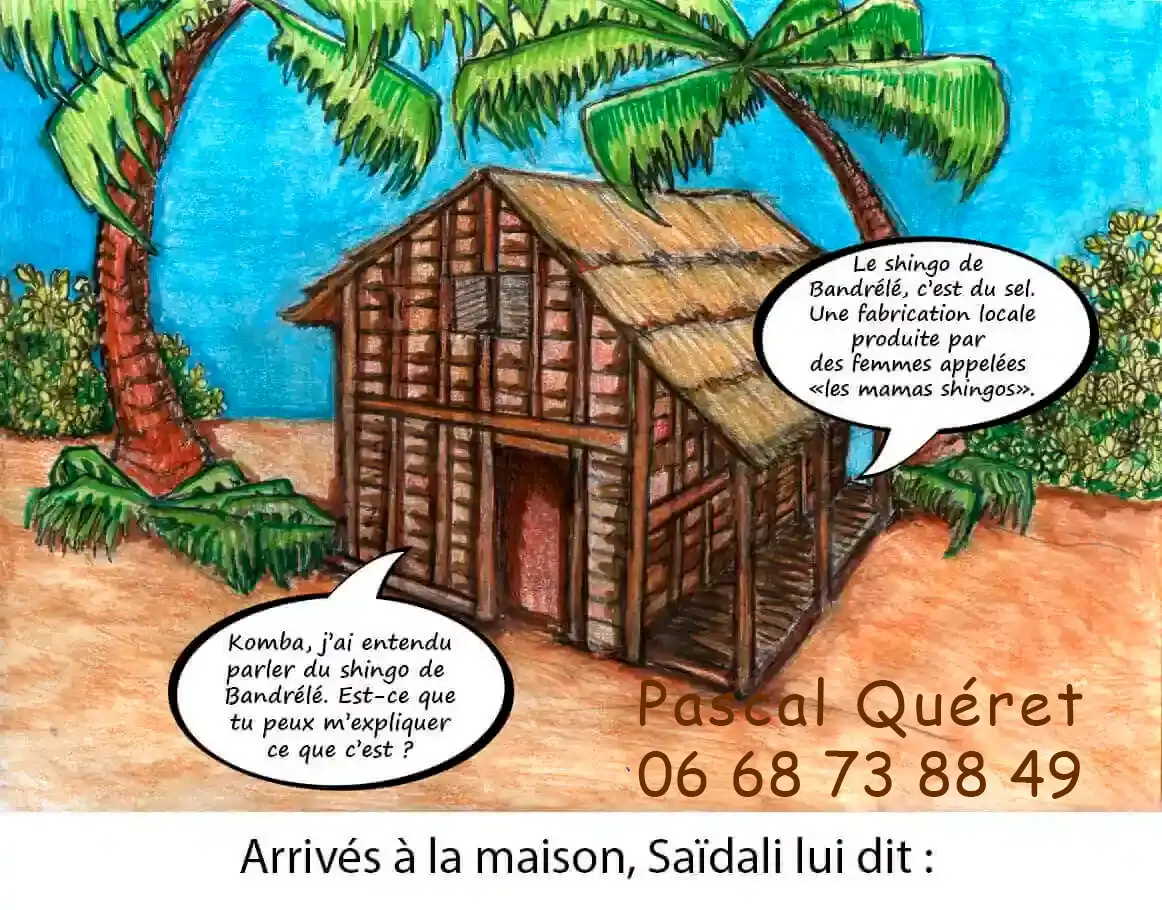 Le shingo de
Bandrélé, c'est du sel.
Une fabrication locale
produite par
des femmes appelées
«les mamas shingos».
Komba, j'ai entendu
parler du shingo de
Bandrélé. Est-ce que
tu peux m'expliquer
ce que c'est ?
Pascal Quéret
06 68 73 88 49
Arrivés à la maison, Saïdali lui dit :